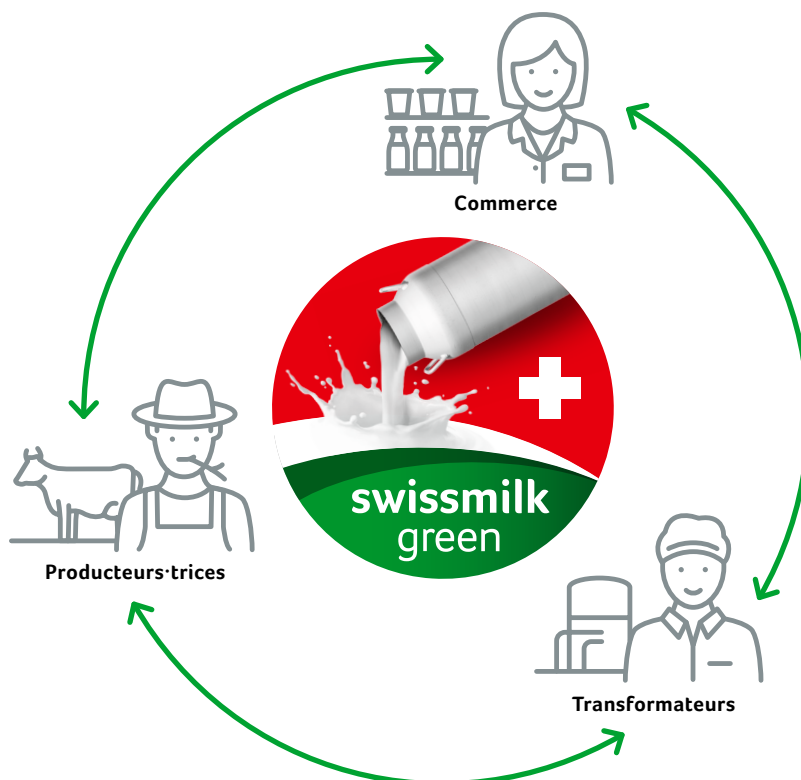 Commerce
swissmilk
green
Producteurs·trices
Transformateurs